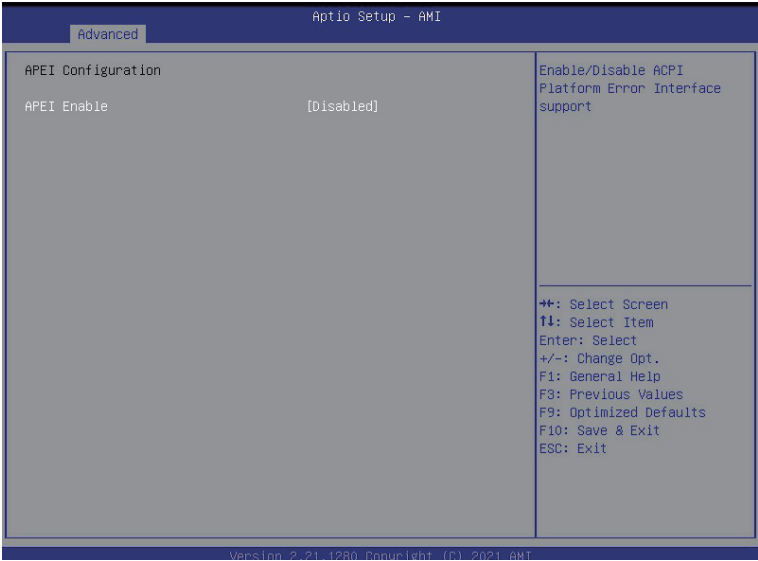 Aptio Setup – AMI
Advanced
APEI Configuration
APEI Enable [Disabled]
Enable/Disable ACPI
Platform Error Interface
support
→←: Select Screen
↑↓: Select Item
Enter: Select
+/-: Change Opt.
F1: General Help
F3: Previous Values
F9: Optimized Defaults
F10: Save & Exit
ESC: Exit
Version 2.21.1280 Copyright (C) 2021 AMI